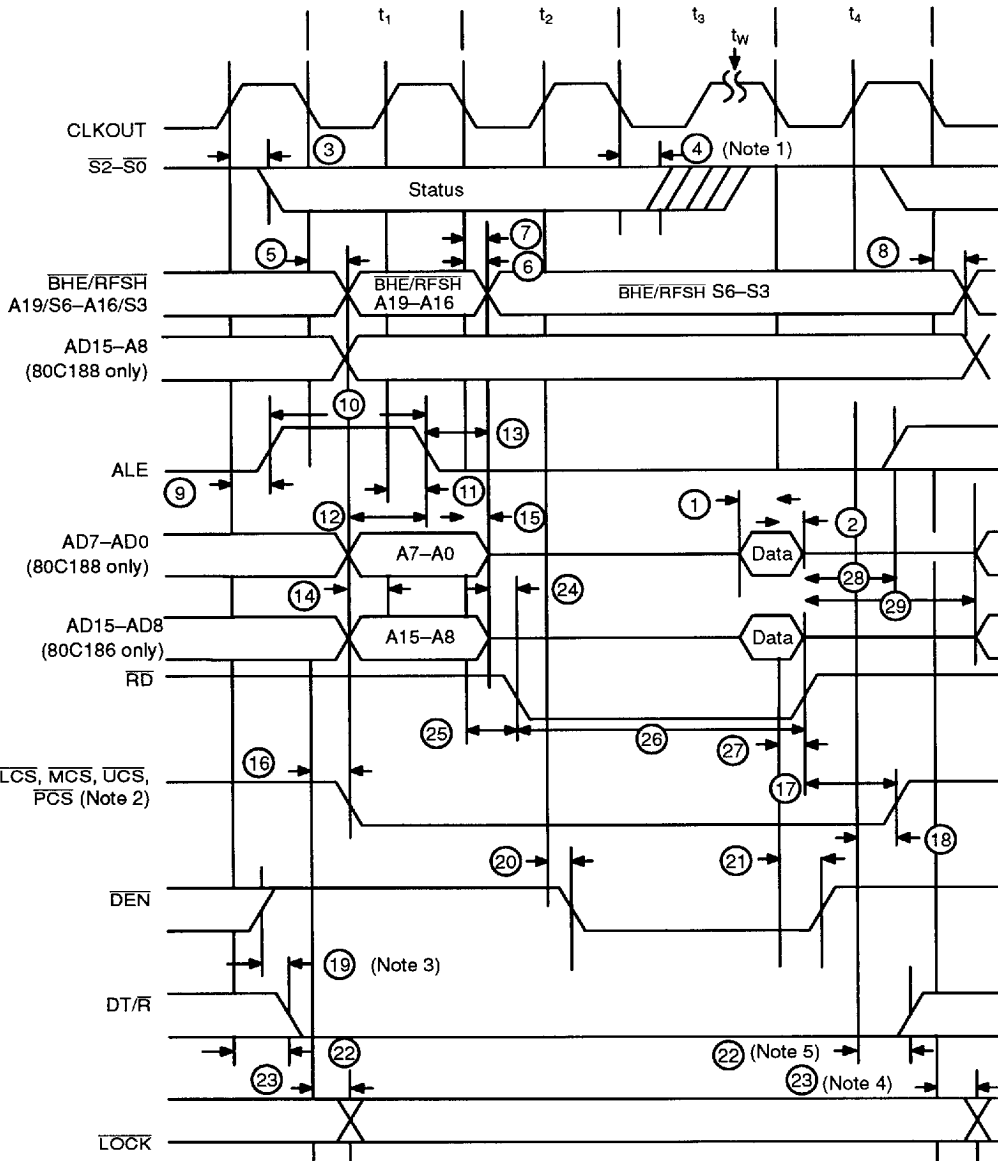 t1 t2 t3 t4
tW
CLKOUT
3 4 (Note 1)
S2–S0
Status
7
5 6 8
BHE/RFSH
A19/S6–A16/S3
BHE/RFSH
A19–A16
BHE/RFSH S6–S3
AD15–A8
(80C188 only)
10
13
ALE
9 11
1
12 15 2
AD7–AD0
(80C188 only)
A7–A0
Data
28
14 24
29
AD15–AD8
(80C186 only)
A15–A8
Data
RD
25 26 27
16
LCS, MCS, UCS,
PCS (Note 2)
17
18
20 21
DEN
19 (Note 3)
DT/R
22 22 (Note 5)
23 23 (Note 4)
LOCK